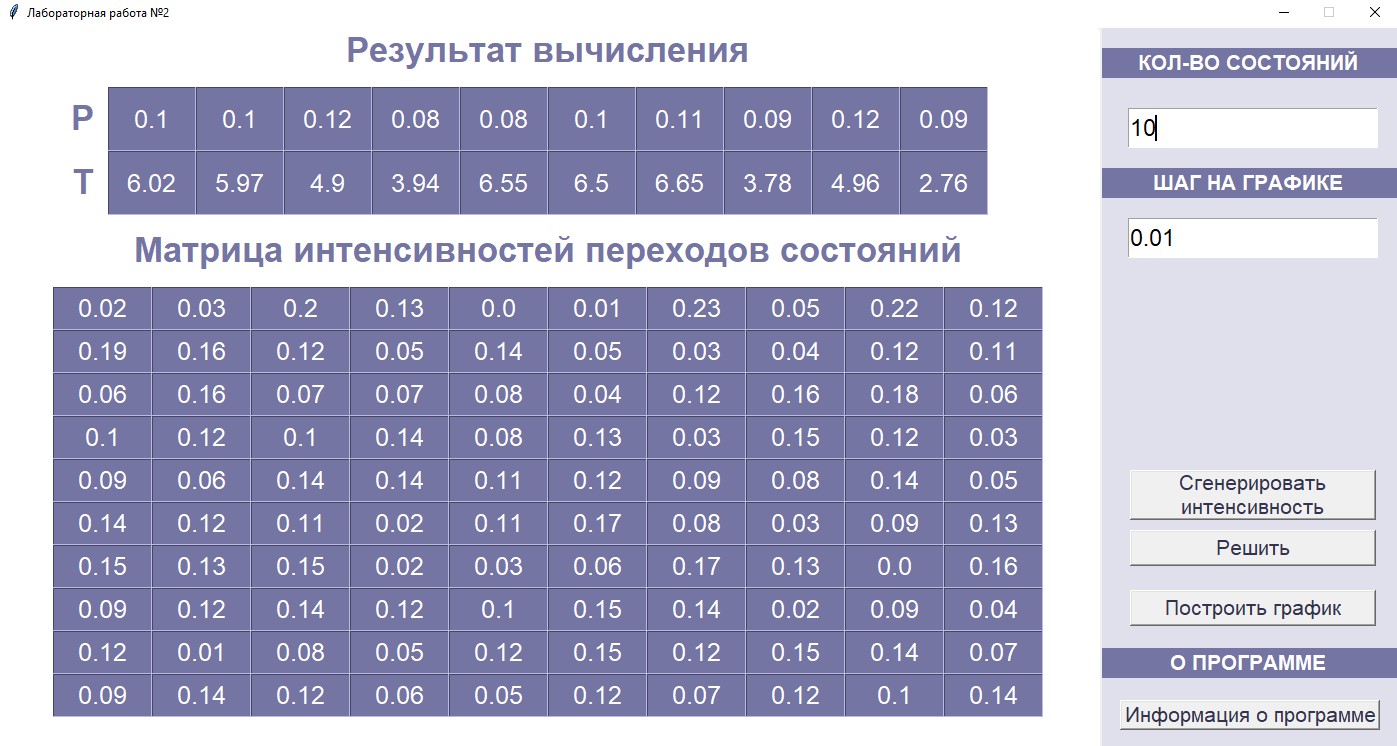 Лабораторная работа №2
Результат вычисления
P 0.1 0.1 0.12 0.08 0.08 0.1 0.11 0.09 0.12 0.09
T 6.02 5.97 4.9 3.94 6.55 6.5 6.65 3.78 4.96 2.76
Матрица интенсивностей переходов состояний
0.02 0.03 0.2 0.13 0.0 0.01 0.23 0.05 0.22 0.12
0.19 0.16 0.12 0.05 0.14 0.05 0.03 0.04 0.12 0.11
0.06 0.16 0.07 0.07 0.08 0.04 0.12 0.16 0.18 0.06
0.1 0.12 0.1 0.14 0.08 0.13 0.03 0.15 0.12 0.03
0.09 0.06 0.14 0.14 0.11 0.12 0.09 0.08 0.14 0.05
0.14 0.12 0.11 0.02 0.11 0.17 0.08 0.03 0.09 0.13
0.15 0.13 0.15 0.02 0.03 0.06 0.17 0.13 0.0 0.16
0.09 0.12 0.14 0.12 0.1 0.15 0.14 0.02 0.09 0.04
0.12 0.01 0.08 0.05 0.12 0.15 0.12 0.15 0.14 0.07
0.09 0.14 0.12 0.06 0.05 0.12 0.07 0.12 0.1 0.14
КОЛ-ВО СОСТОЯНИЙ
10
ШАГ НА ГРАФИКЕ
0.01
Сгенерировать
интенсивность
Решить
Построить график
О ПРОГРАММЕ
Информация о программе